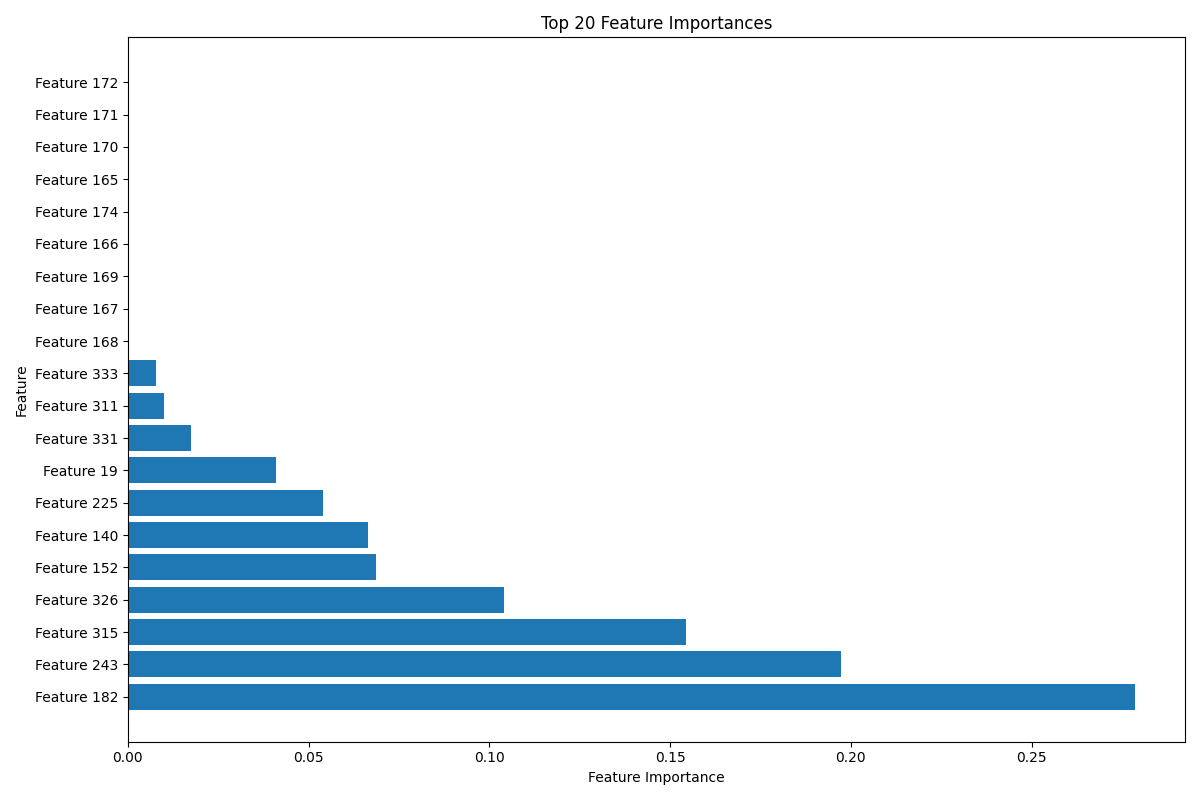 Top 20 Feature Importances
Feature 172
Feature 171
Feature 170
Feature 165
Feature 174
Feature 166
Feature 169
Feature 167
Feature 168
Feature 333
Feature 311
Feature 331
Feature 19
Feature 225
Feature 140
Feature 152
Feature 326
Feature 315
Feature 243
Feature 182
Feature
0.00 0.05 0.10 0.15 0.20 0.25
Feature Importance